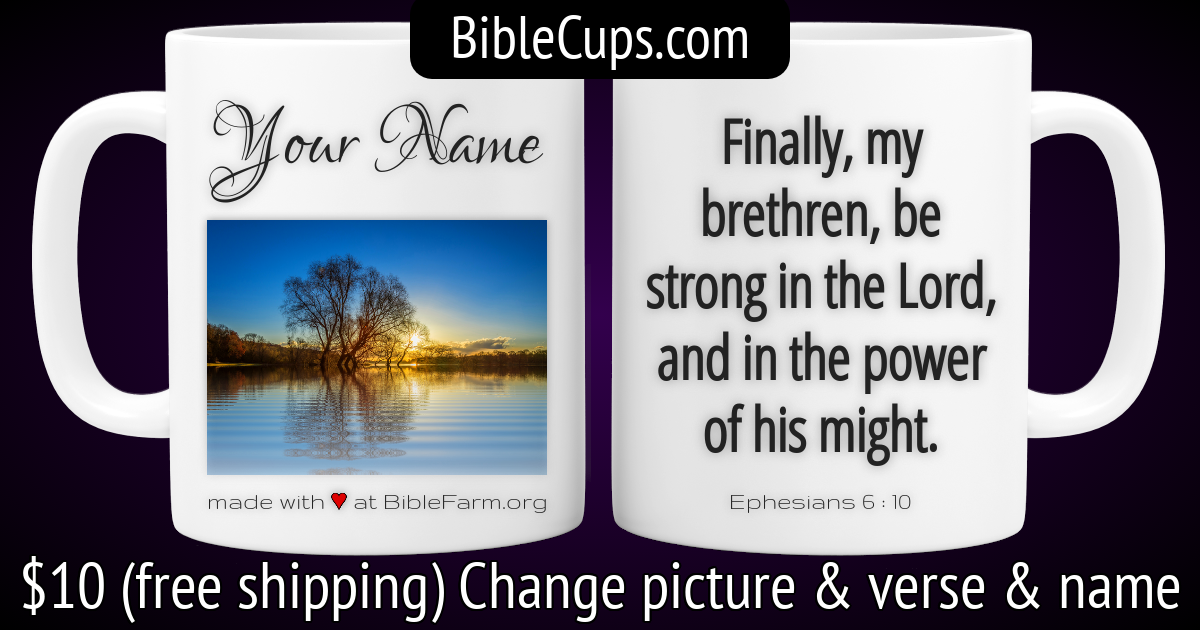 BibleCups.com
Your Name
made with ♥ at BibleFarm.org
Finally, my
brethren, be
strong in the Lord,
and in the power
of his might.
Ephesians 6 : 10
$10 (free shipping) Change picture & verse & name